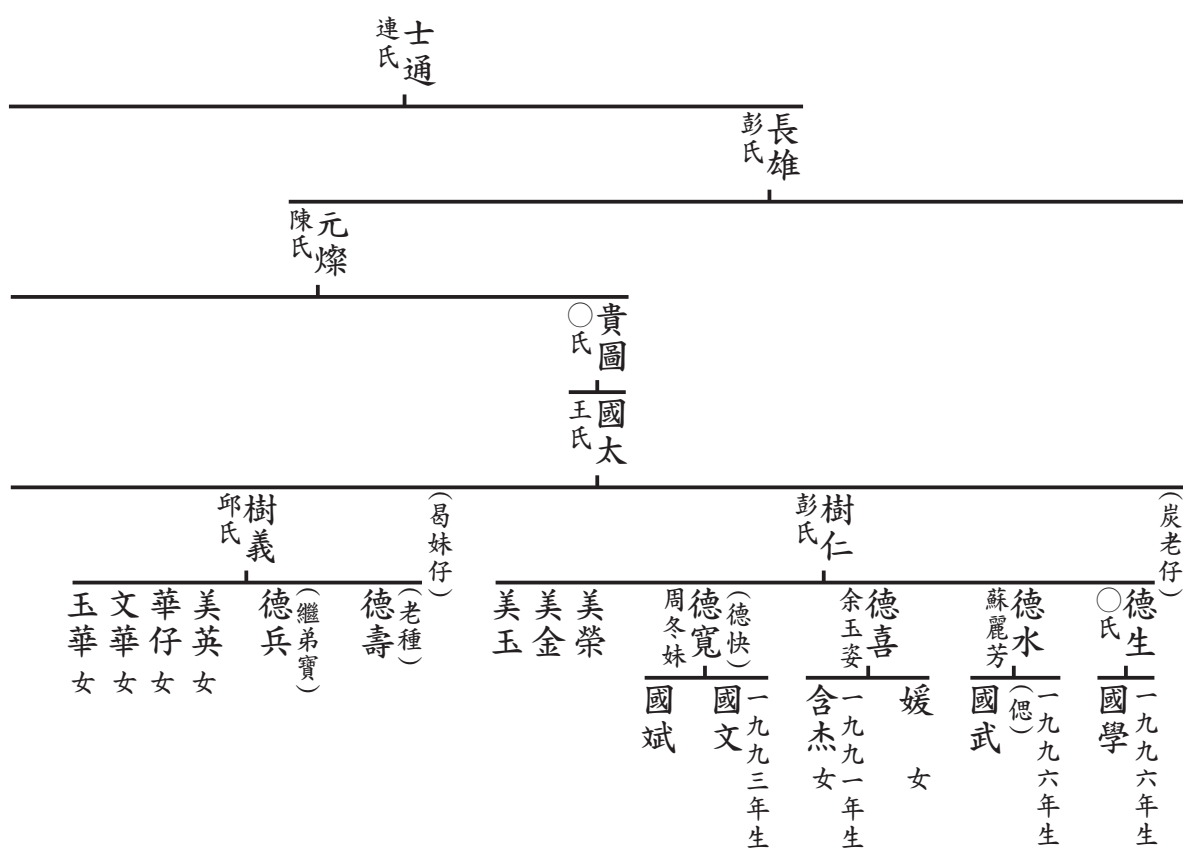 士通
連氏
長雄
彭氏
元燦
陳氏
貴圖
○氏
國太
王氏
(炭老仔)
樹仁
彭氏
(曷妹仔)
樹義
邱氏
德生
○氏
德水
蘇麗芳
德喜
余玉姿
(德快)
德寬
周冬妹
美榮
美金
美玉
(老種)
德壽
(繼弟寶)
德兵
美英 女
華仔 女
文華 女
玉華 女
一九九六年生
國學
一九九六年生
(偲)
國武
媛 女
一九九一年生
含杰 女
一九九三年生
國文
國斌